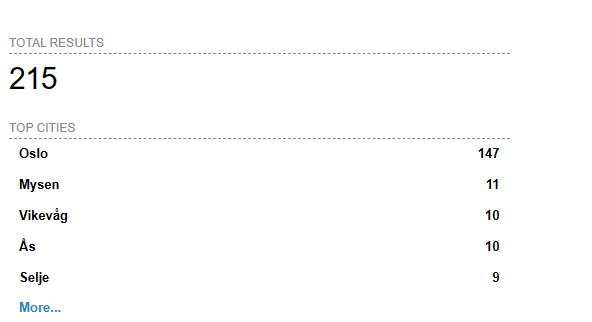 TOTAL RESULTS
215
TOP CITIES
Oslo 147
Mysen 11
Vikevåg 10
Ås 10
Selje 9
More...